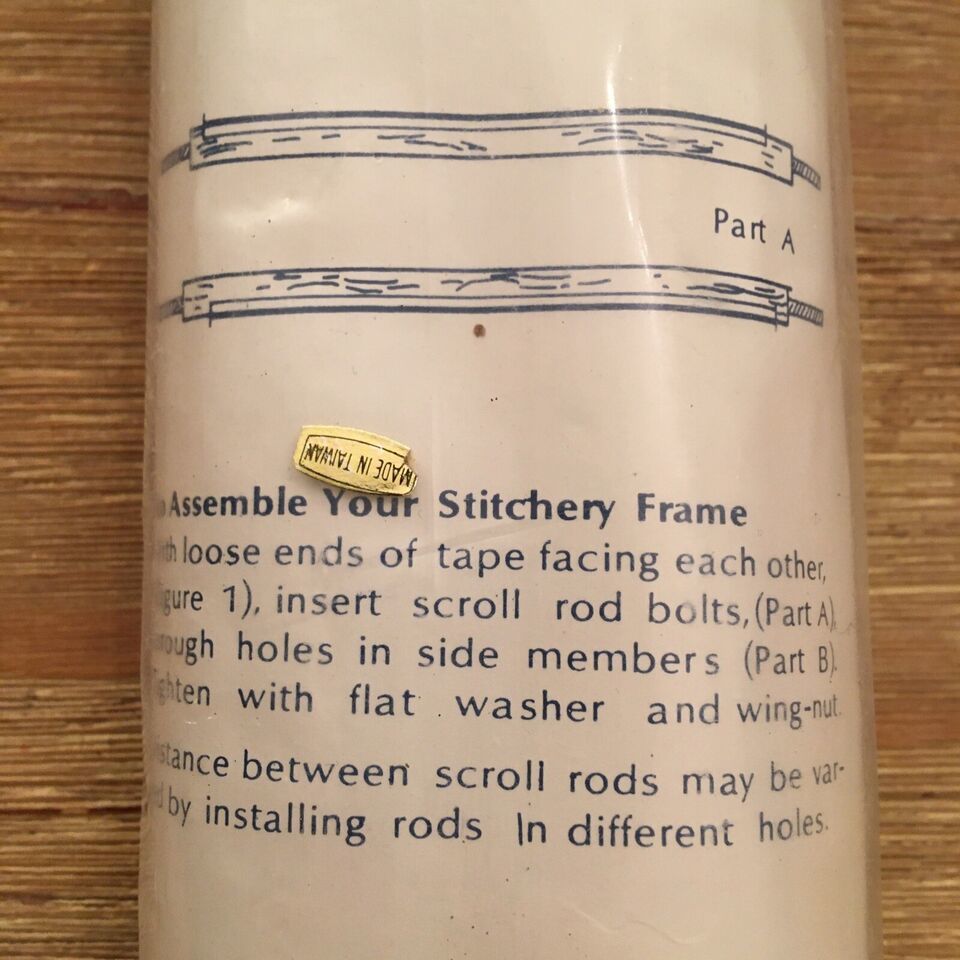 Part A
MADE IN TAIWAN
Assemble Your Stitchery Frame
loose ends of tape facing each other,
gure 1), insert scroll rod bolts, (Part A),
rough holes in side members (Part B).
ghten with flat washer and wing-nut.
stance between scroll rods may be var-
d by installing rods In different holes.